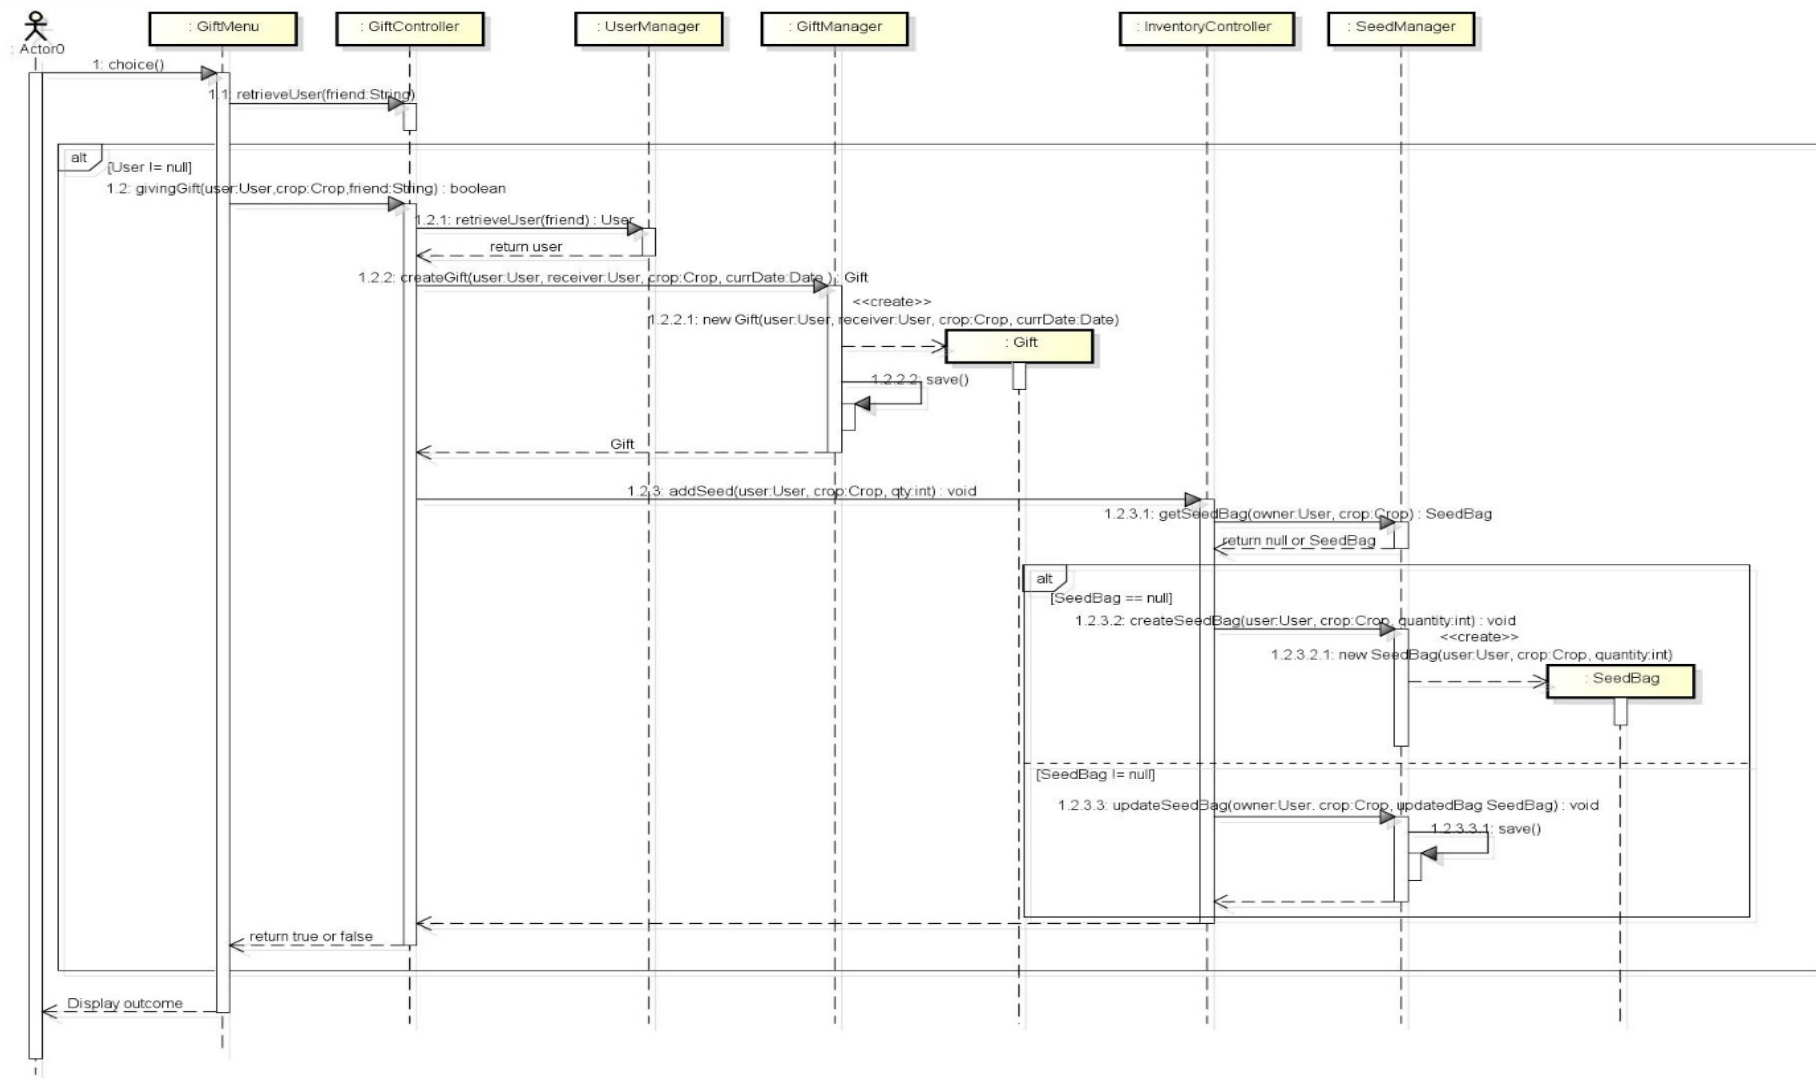 : Actor0
: GiftMenu
: GiftController
: UserManager
: GiftManager
: InventoryController
: SeedManager
1: choice()
1.1: retrieveUser(friend:String)
alt
[User != null]
1.2: givingGift(user:User,crop:Crop,friend:String) : boolean
1.2.1: retrieveUser(friend) : User
return user
1.2.2: createGift(user:User, receiver:User, crop:Crop, currDate:Date ) : Gift
<<create>>
1.2.2.1: new Gift(user:User, receiver:User, crop:Crop, currDate:Date)
: Gift
1.2.2.2: save()
Gift
1.2.3: addSeed(user:User, crop:Crop, qty:int) : void
1.2.3.1: getSeedBag(owner:User, crop:Crop) : SeedBag
return null or SeedBag
alt
[SeedBag == null]
1.2.3.2: createSeedBag(user:User, crop:Crop, quantity:int) : void
<<create>>
1.2.3.2.1: new SeedBag(user:User, crop:Crop, quantity:int)
: SeedBag
[SeedBag != null]
1.2.3.3: updateSeedBag(owner:User. crop:Crop, updatedBag SeedBag) : void
1.2.3.3.1: save()
return true or false
Display outcome